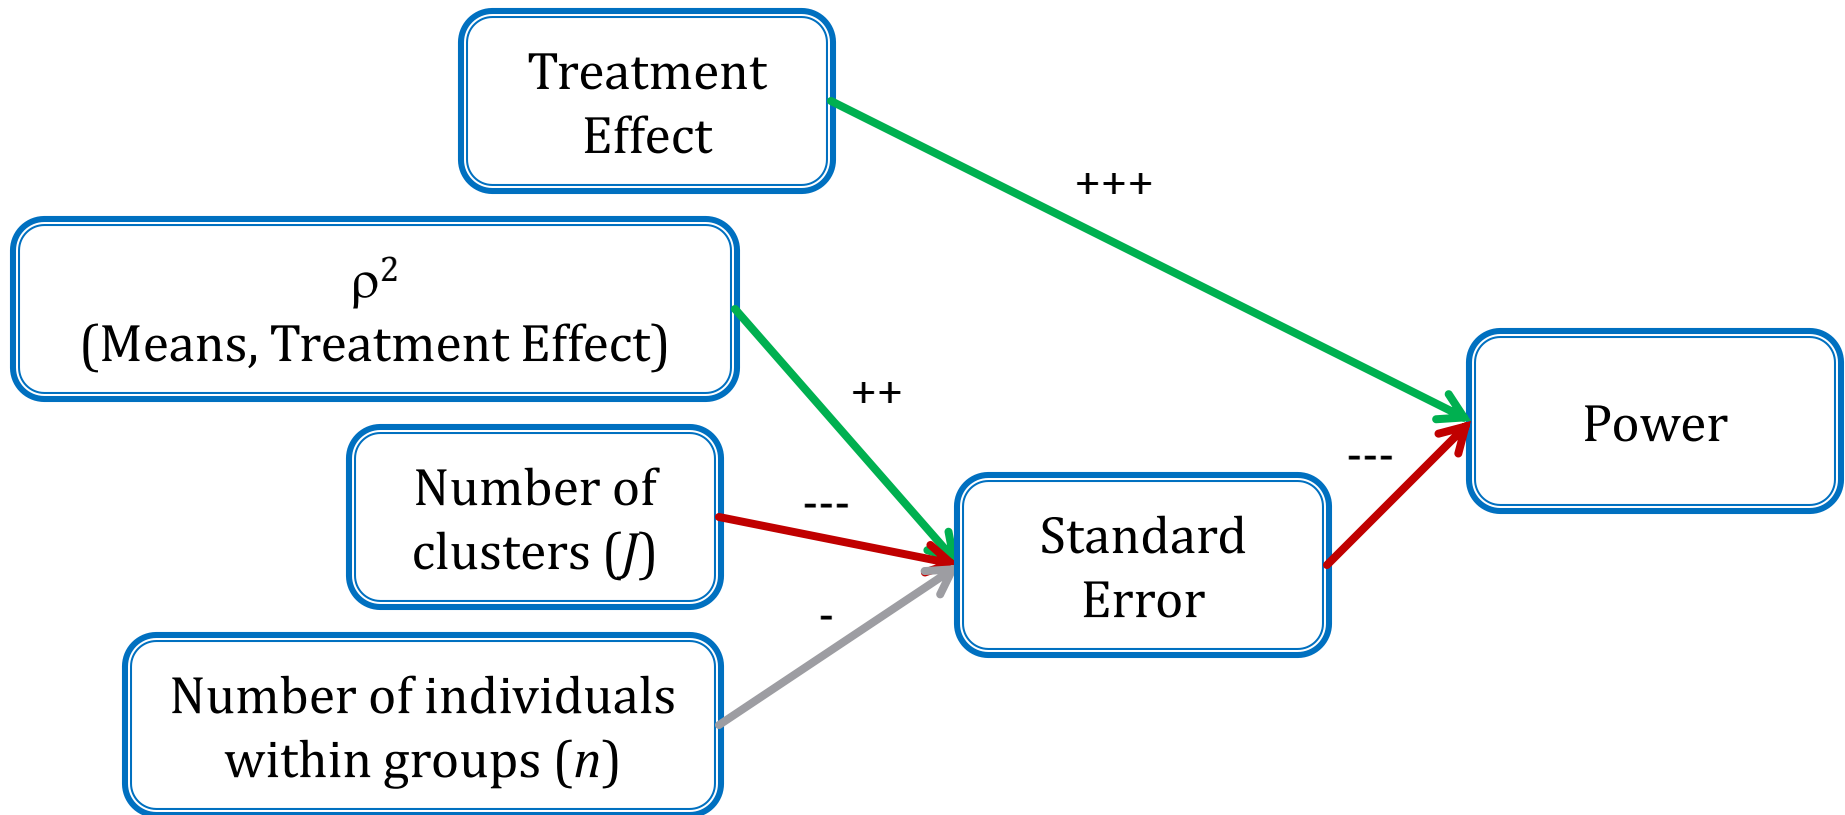 Treatment
Effect
+++
ρ²
(Means, Treatment Effect)
++
Number of
clusters (J)
---
Standard
Error
---
Power
Number of individuals
within groups (n)
-